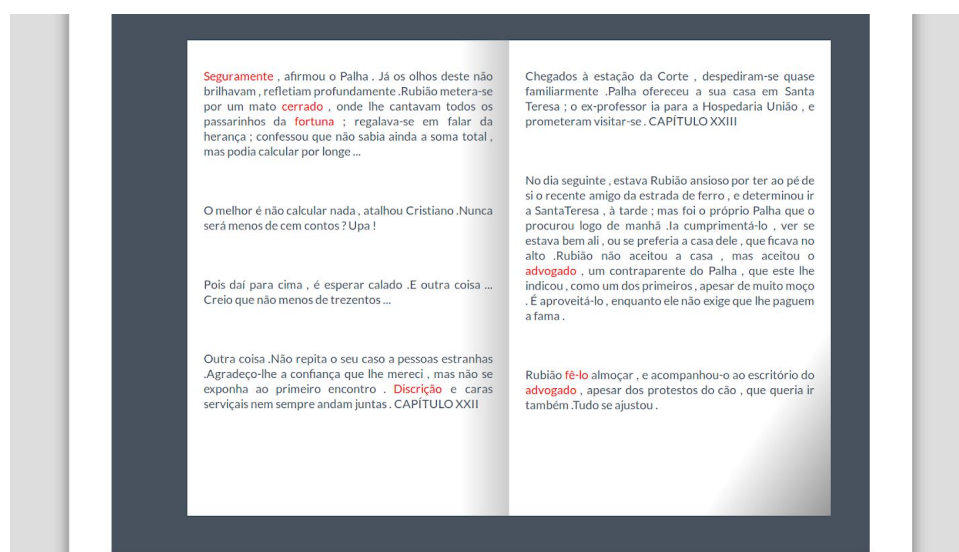 Seguramente , afirmou o Palha . Já os olhos deste não
brilhavam , refletiam profundamente .Rubião metera-se
por um mato cerrado , onde lhe cantavam todos os
passarinhos da fortuna ; regalava-se em falar da
herança ; confessou que não sabia ainda a soma total ,
mas podia calcular por longe ...
O melhor é não calcular nada , atalhou Cristiano .Nunca
será menos de cem contos ? Upa !
Pois daí para cima , é esperar calado .E outra coisa ...
Creio que não menos de trezentos ...
Outra coisa .Não repita o seu caso a pessoas estranhas
.Agradeço-lhe a confiança que lhe mereci , mas não se
exponha ao primeiro encontro . Discrição e caras
serviçais nem sempre andam juntas . CAPÍTULO XXII
Chegados à estação da Corte , despediram-se quase
familiarmente .Palha ofereceu a sua casa em Santa
Teresa ; o ex-professor ia para a Hospedaria União , e
prometeram visitar-se . CAPÍTULO XXIII
No dia seguinte , estava Rubião ansioso por ter ao pé de
si o recente amigo da estrada de ferro , e determinou ir
a SantaTeresa , à tarde ; mas foi o próprio Palha que o
procurou logo de manhã .Ia cumprimentá-lo , ver se
estava bem ali , ou se preferia a casa dele , que ficava no
alto .Rubião não aceitou a casa , mas aceitou o
advogado , um contraparente do Palha , que este lhe
indicou , como um dos primeiros , apesar de muito moço
. É aproveitá-lo , enquanto ele não exige que lhe paguem
a fama .
Rubião fê-lo almoçar , e acompanhou-o ao escritório do
advogado , apesar dos protestos do cão , que queria ir
também .Tudo se ajustou .